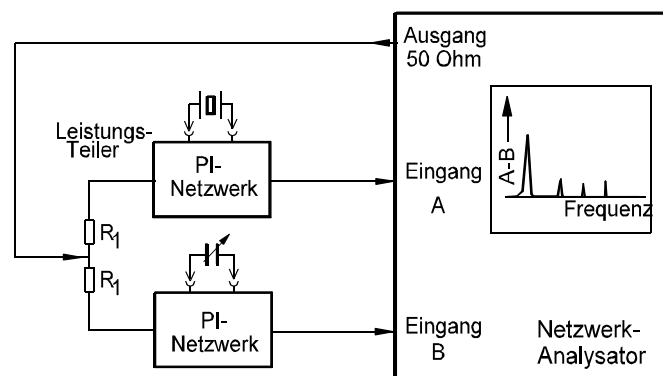 Ausgang
50 Ohm
Leistungs-
Teiler
PI-
Netzwerk
Eingang
A
A-B
Frequenz
R1
R1
PI-
Netzwerk
Eingang
B
Netzwerk-
Analysator